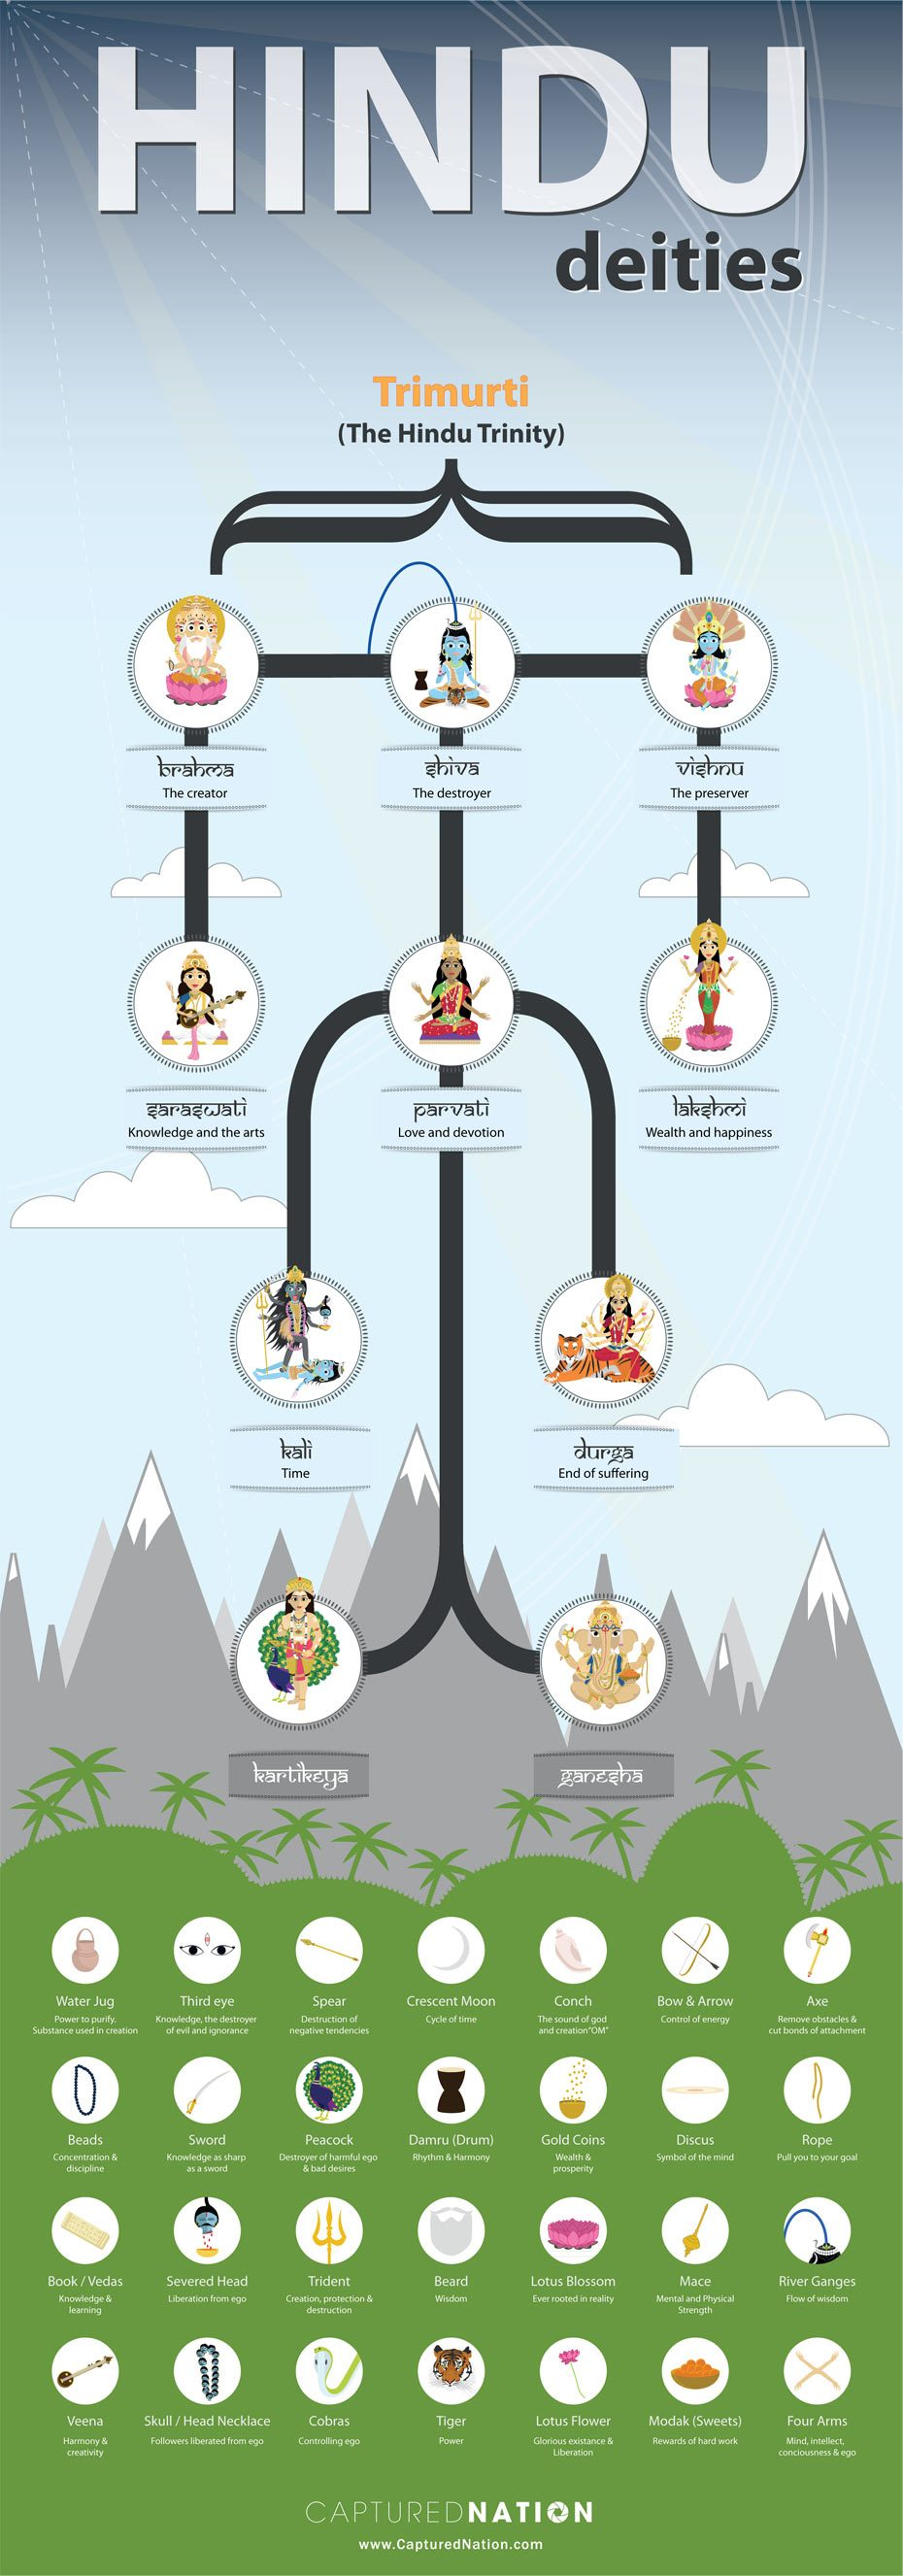 HINDU
deities
Trimurti
(The Hindu Trinity)
brahma
The creator
shiva
The destroyer
vishnu
The preserver
saraswati
Knowledge and the arts
parvati
Love and devotion
lakshmi
Wealth and happiness
kali
Time
durga
End of suffering
kartikeya
ganesha
Water Jug
Power to purify.
Substance used in creation
Third eye
Knowledge, the destroyer
of evil and ignorance
Spear
Destruction of
negative tendencies
Crescent Moon
Cycle of time
Conch
The sound of god
and creation"OM"
Bow & Arrow
Control of energy
Axe
Remove obstacles &
cut bonds of attachment
Beads
Concentration &
discipline
Sword
Knowledge as sharp
as a sword
Peacock
Destroyer of harmful ego
& bad desires
Damru (Drum)
Rhythm & Harmony
Gold Coins
Wealth &
prosperity
Discus
Symbol of the mind
Rope
Pull you to your goal
Book / Vedas
Knowledge &
learning
Severed Head
Liberation from ego
Trident
Creation, protection &
destruction
Beard
Wisdom
Lotus Blossom
Ever rooted in reality
Mace
Mental and Physical
Strength
River Ganges
Flow of wisdom
Veena
Harmony &
creativity
Skull / Head Necklace
Followers liberated from ego
Cobras
Controlling ego
Tiger
Power
Lotus Flower
Glorious existance &
Liberation
Modak (Sweets)
Rewards of hard work
Four Arms
Mind, intellect,
conciousness & ego
CAPTUREDNATION
www.CapturedNation.com